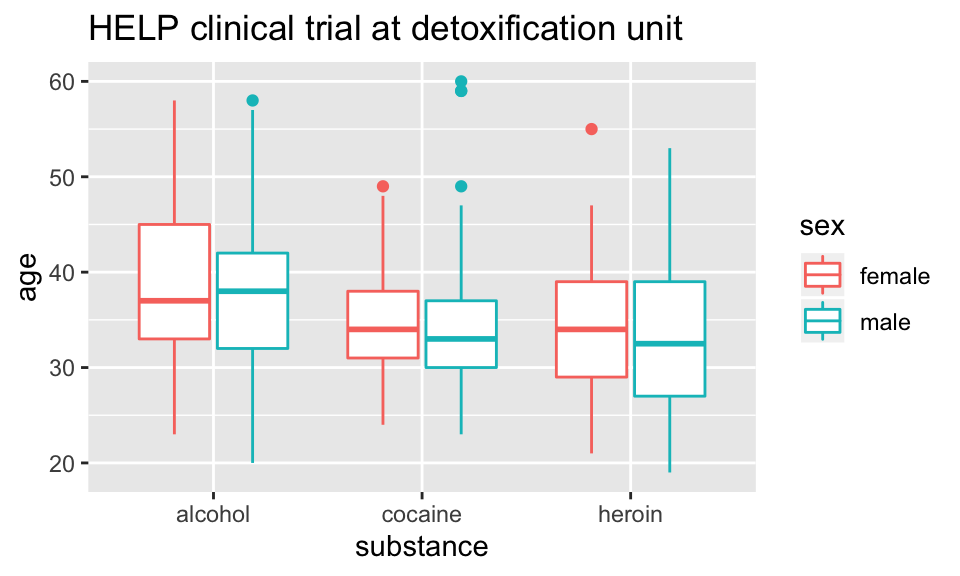 HELP clinical trial at detoxification unit
age
60
50
40
30
20
alcohol cocaine heroin
substance
sex
female
male